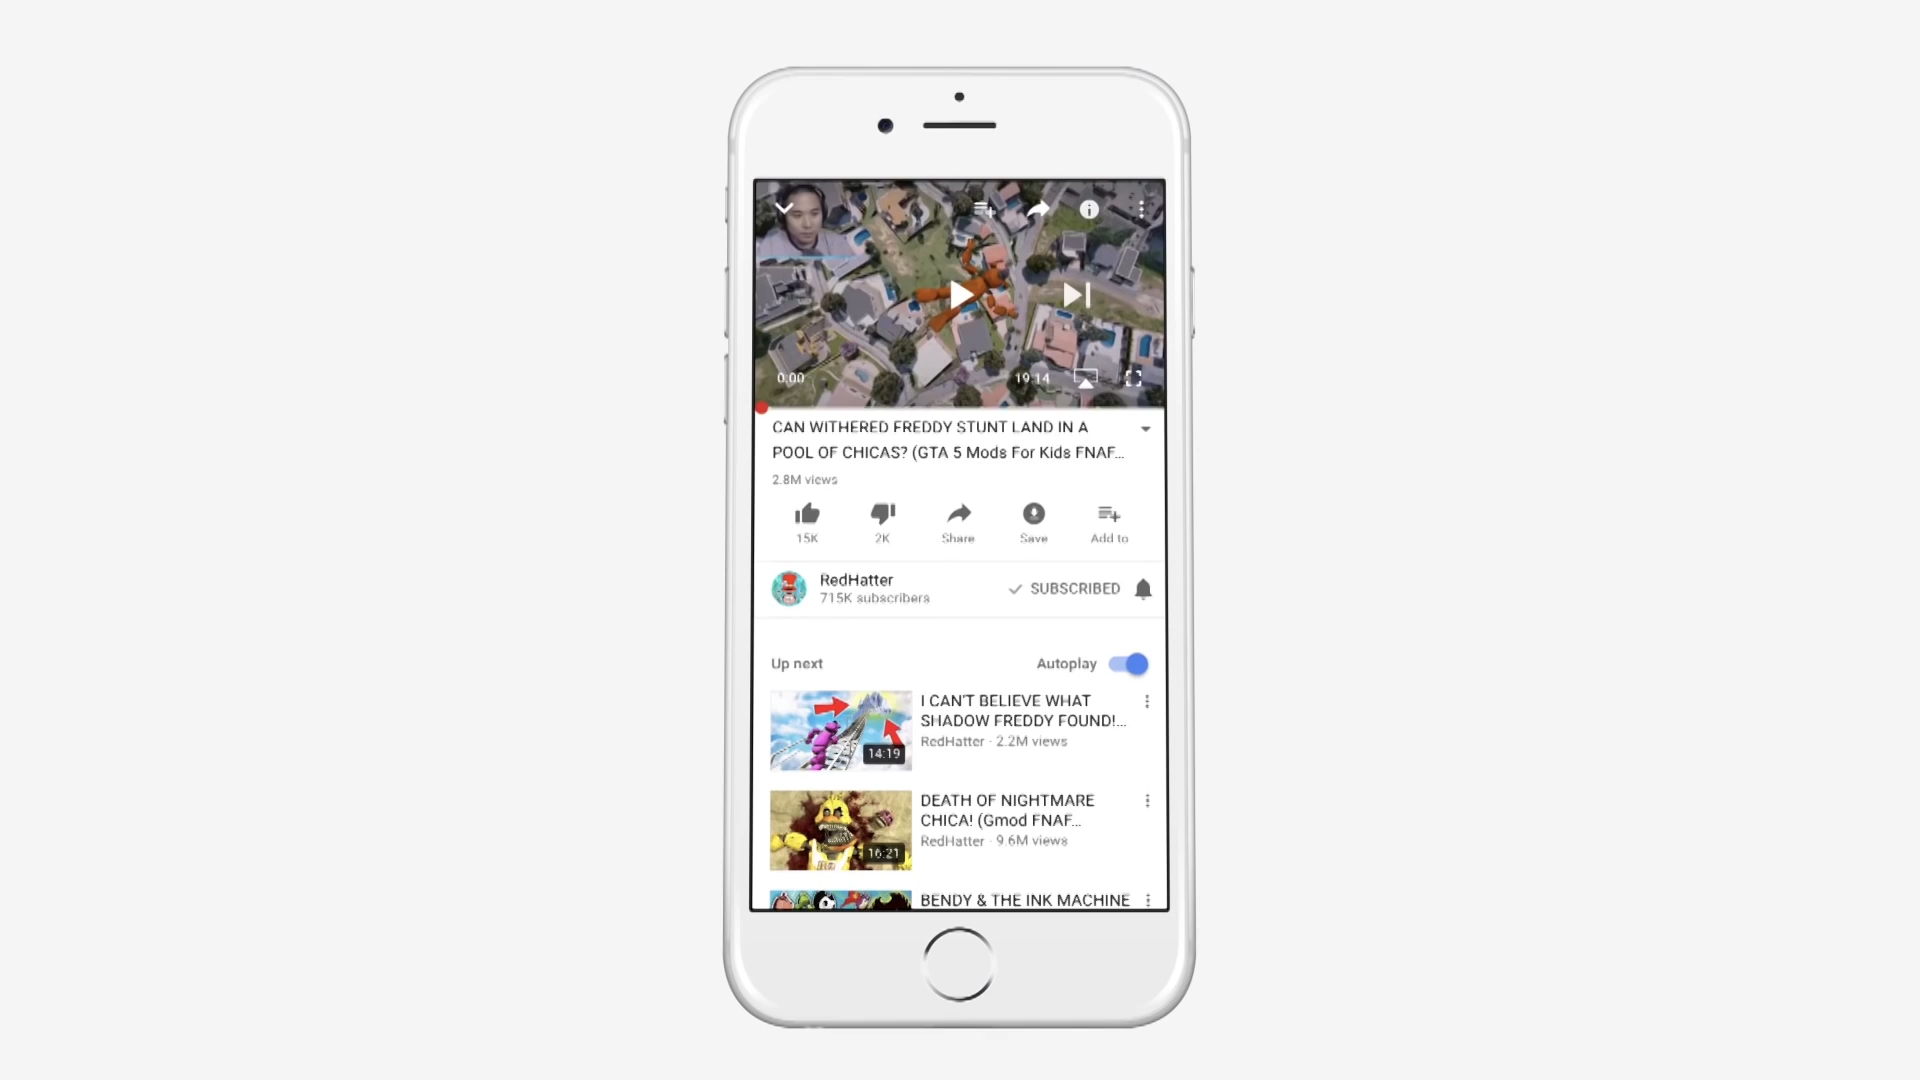 0:00
19:14
CAN WITHERED FREDDY STUNT LAND IN A
POOL OF CHICAS? (GTA 5 Mods For Kids FNAF...
2.8M views
15K
2K
Share
Save
Add to
RedHatter
715K subscribers
SUBSCRIBED
Up next
Autoplay
I CAN'T BELIEVE WHAT
SHADOW FREDDY FOUND!...
RedHatter · 2.2M views
14:19
DEATH OF NIGHTMARE
CHICA! (Gmod FNAF...
RedHatter · 9.6M views
16:21
BENDY & THE INK MACHINE